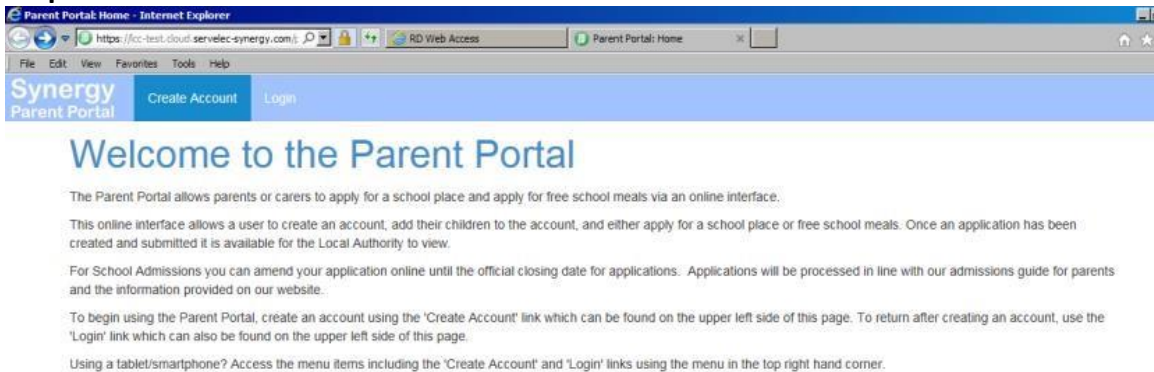 Parent Portal: Home - Internet Explorer
https://lcc-test.cloud.servelec-synergy.com/ RD Web Access Parent Portal: Home
File Edit View Favorites Tools Help
Synergy
Parent Portal
Create Account Login
Welcome to the Parent Portal
The Parent Portal allows parents or carers to apply for a school place and apply for free school meals via an online interface.
This online interface allows a user to create an account, add their children to the account, and either apply for a school place or free school meals. Once an application has been
created and submitted it is available for the Local Authority to view.
For School Admissions you can amend your application online until the official closing date for applications. Applications will be processed in line with our admissions guide for parents
and the information provided on our website.
To begin using the Parent Portal, create an account using the 'Create Account' link which can be found on the upper left side of this page. To return after creating an account, use the
'Login' link which can also be found on the upper left side of this page.
Using a tablet/smartphone? Access the menu items including the 'Create Account' and 'Login' links using the menu in the top right hand corner.